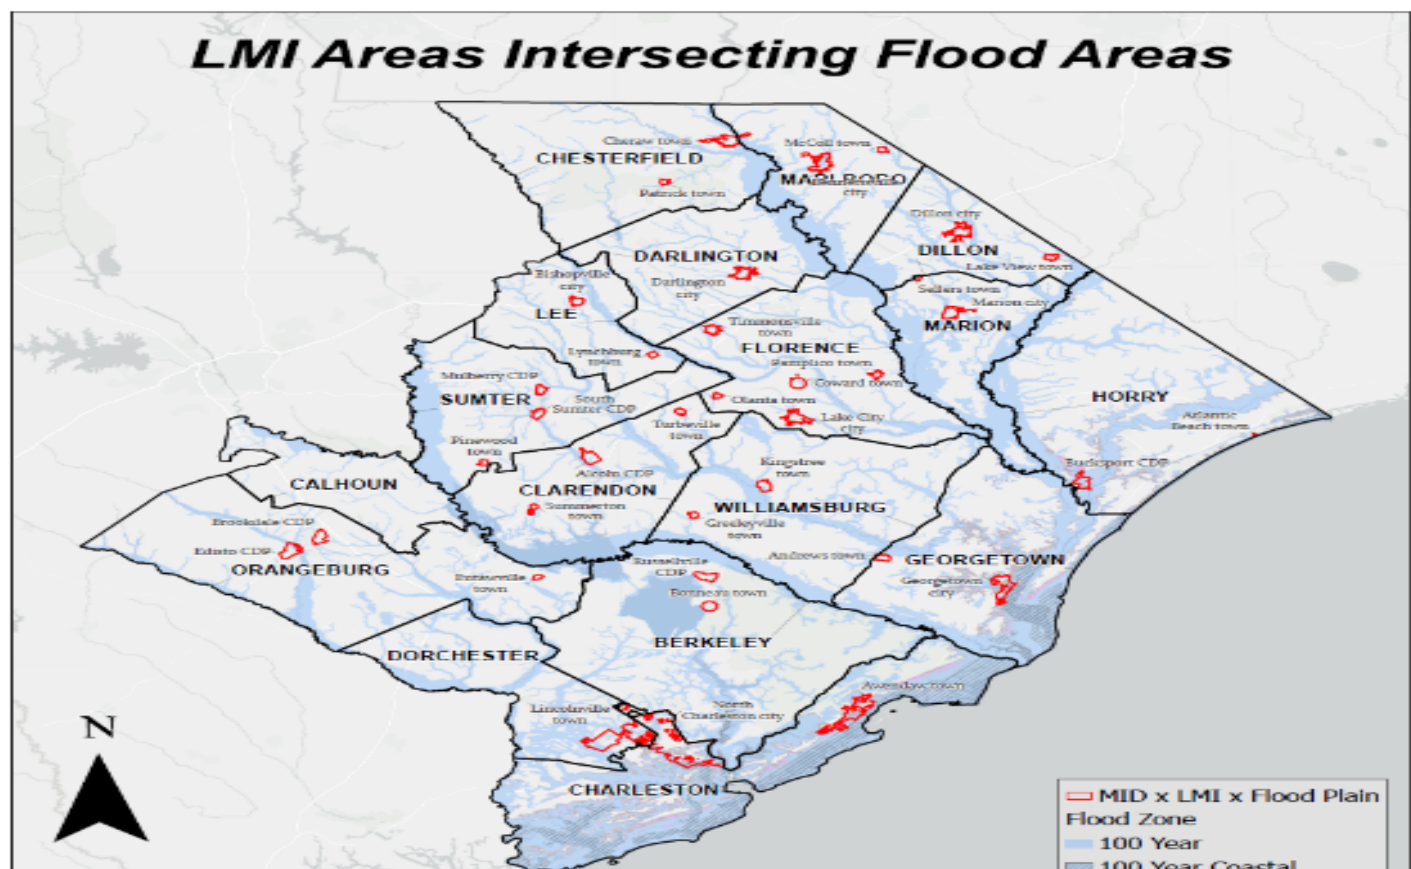 LMI Areas Intersecting Flood Areas
Cheraw town
CHESTERFIELD
Patrick town
McColl town
MARLBORO
city
Dillon city
DILLON
Lake View town
DARLINGTON
Darlington
city
Bishopville
city
LEE
Lynchburg
town
Sellers town
Marion city
MARION
Timmonsville
town
FLORENCE
Pamplico town
Coward town
Olanta town
Lake City
city
HORRY
Atlantic
Beach town
Bucksport CDP
Mulberry CDP
SUMTER
South
Sumter CDP
Turbeville
town
Pinewood
town
Alcolu CDP
CLARENDON
Summerton
town
Kingstree
town
WILLIAMSBURG
Greeleyville
town
CALHOUN
Brookdale CDP
Edisto CDP
ORANGEBURG
Eutawville
town
Andrews town
GEORGETOWN
Georgetown
city
Russellville
CDP
Bonneau town
BERKELEY
DORCHESTER
Awendaw town
Lincolnville
town
North
Charleston city
CHARLESTON
N
MID x LMI x Flood Plain
Flood Zone
100 Year
100 Year Coastal